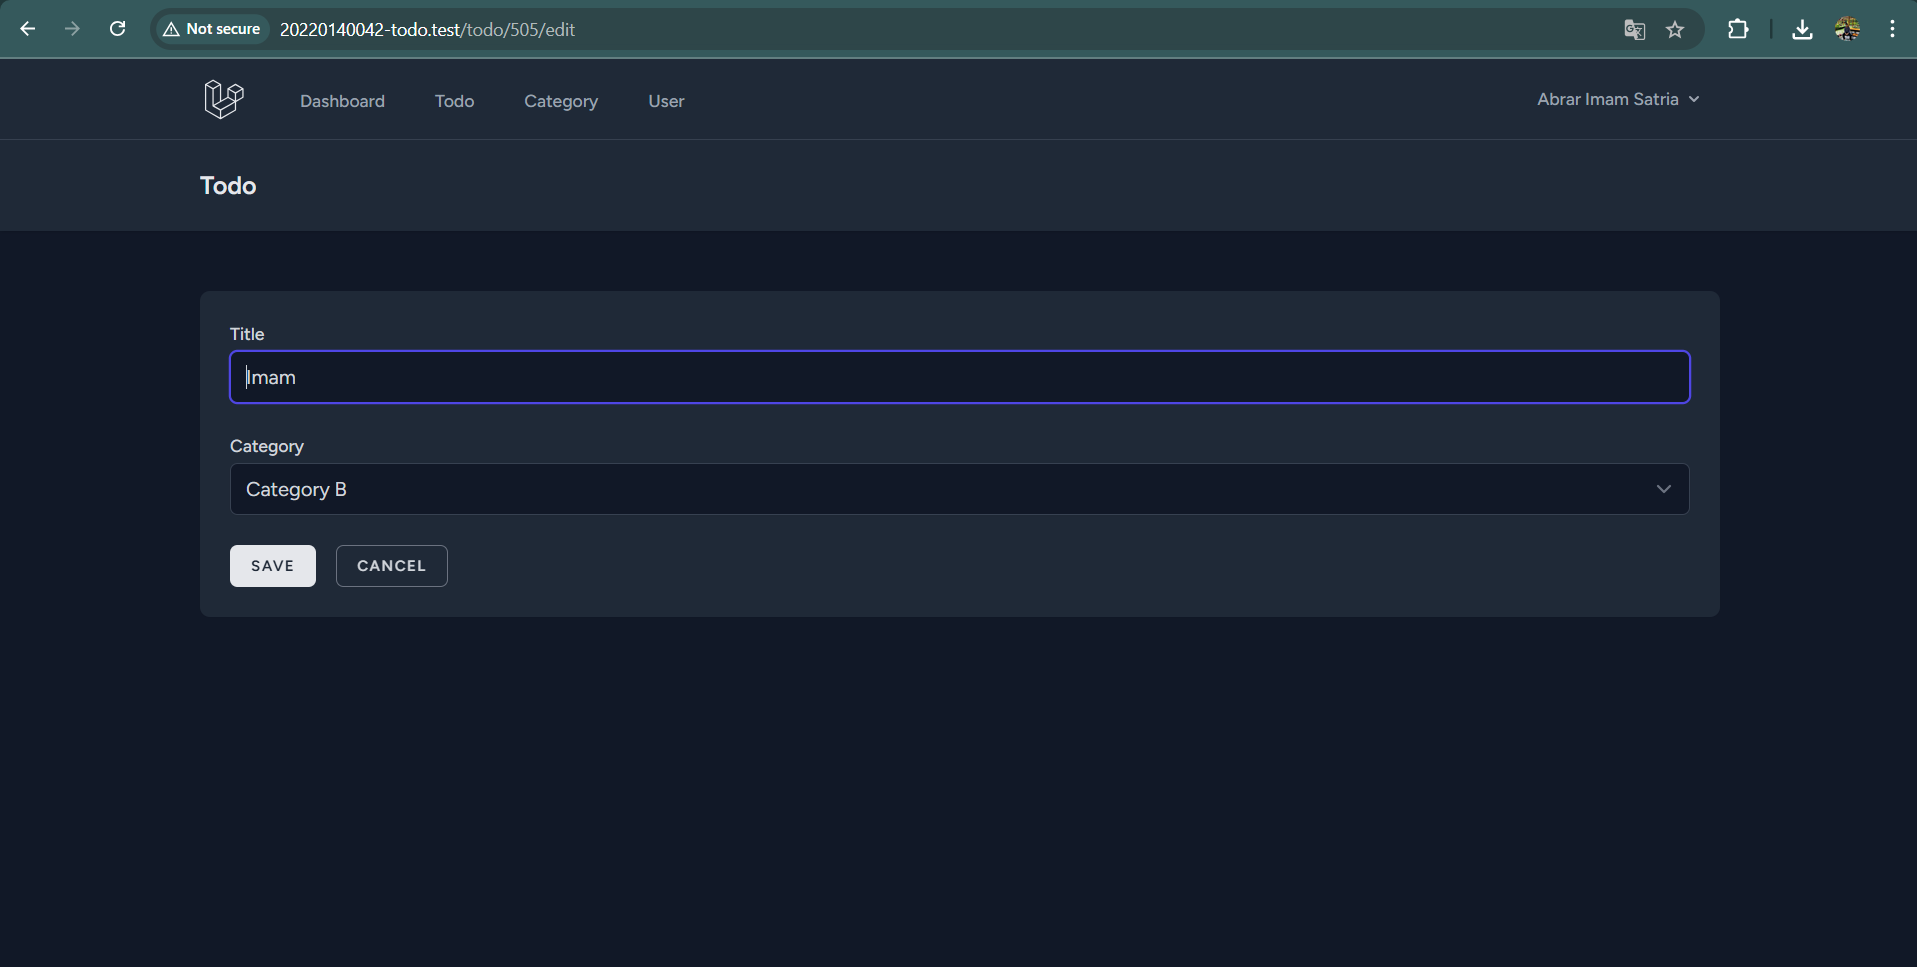 Not secure 20220140042-todo.test/todo/505/edit
Dashboard Todo Category User Abrar Imam Satria
Todo
Title
Imam
Category
Category B
SAVE CANCEL